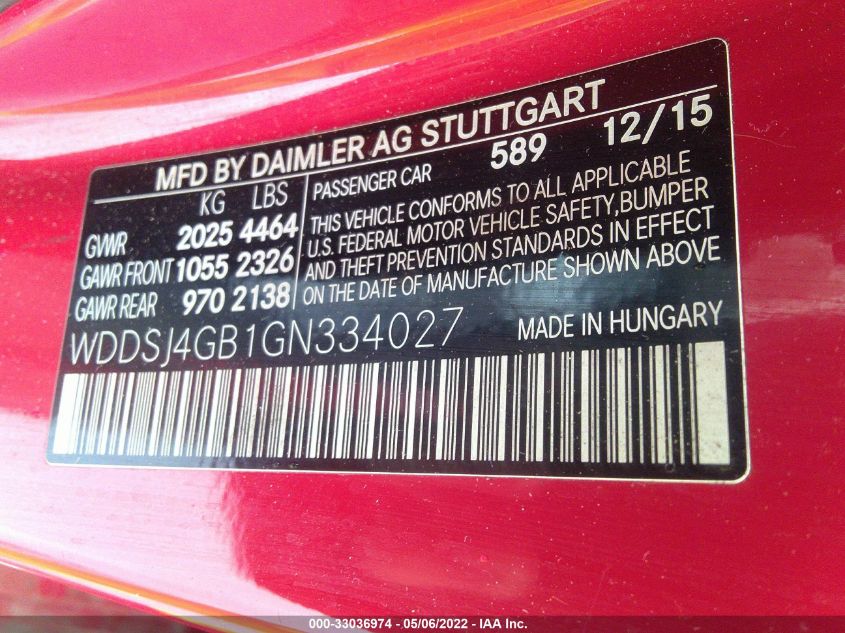 MFD BY DAIMLER AG STUTTGART
KG LBS
GVWR 2025 4464
GAWR FRONT 1055 2326
GAWR REAR 970 2138
PASSENGER CAR 589 12/15
THIS VEHICLE CONFORMS TO ALL APPLICABLE
U.S. FEDERAL MOTOR VEHICLE SAFETY, BUMPER
AND THEFT PREVENTION STANDARDS IN EFFECT
ON THE DATE OF MANUFACTURE SHOWN ABOVE
WDDSJ4GB1GN334027 MADE IN HUNGARY
000-33036974 - 05/06/2022 - IAA Inc.